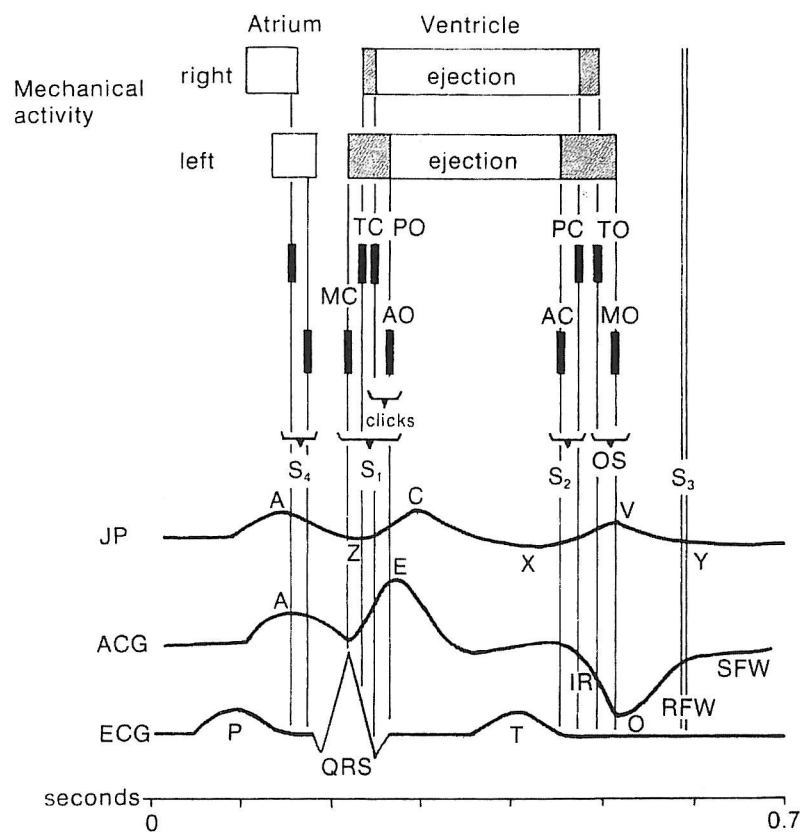 Atrium Ventricle
right ejection
Mechanical
activity
left ejection
TC PO PC TO
MC AO AC MO
clicks
S₄ S₁ S₂ OS S₃
A C V
JP Z X Y
A E
ACG IR SFW
RFW
O
ECG P T
QRS
seconds
0 0.7